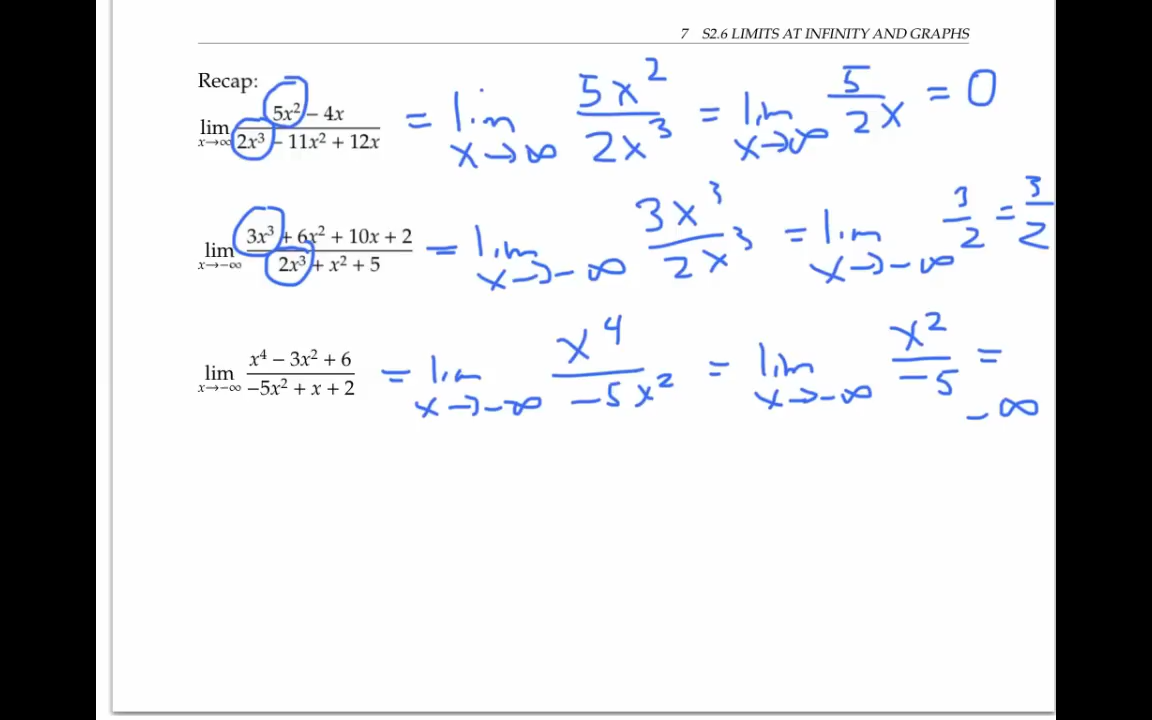 7 S2.6 LIMITS AT INFINITY AND GRAPHS
Recap:
lim x→∞ (5x² − 4x)/(2x³ − 11x² + 12x) = lim x→∞ 5x²/2x³ = lim x→∞ 5/2x = 0
lim x→−∞ (3x³ + 6x² + 10x + 2)/(2x³ + x² + 5) = lim x→−∞ 3x³/2x³ = lim x→−∞ 3/2 = 3/2
lim x→−∞ (x⁴ − 3x² + 6)/(−5x² + x + 2) = lim x→−∞ x⁴/−5x² = lim x→−∞ x²/−5 = −∞